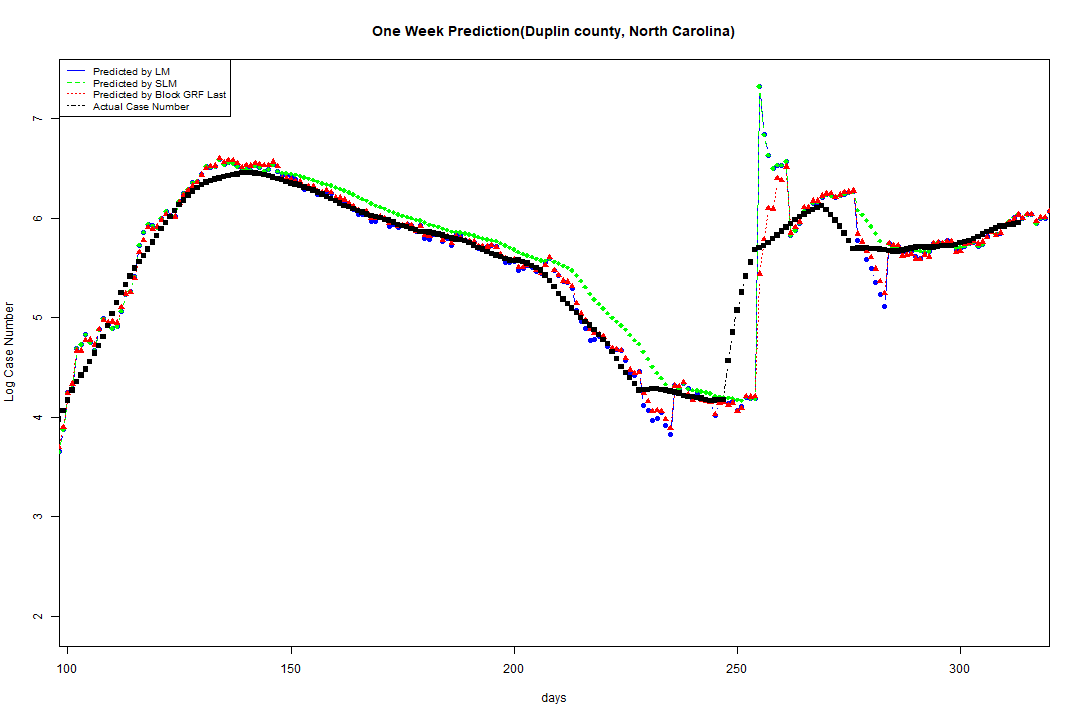 One Week Prediction(Duplin county, North Carolina)
Predicted by LM
Predicted by SLM
Predicted by Block GRF Last
Actual Case Number
Log Case Number
7
6
5
4
3
2
100 150 200 250 300
days